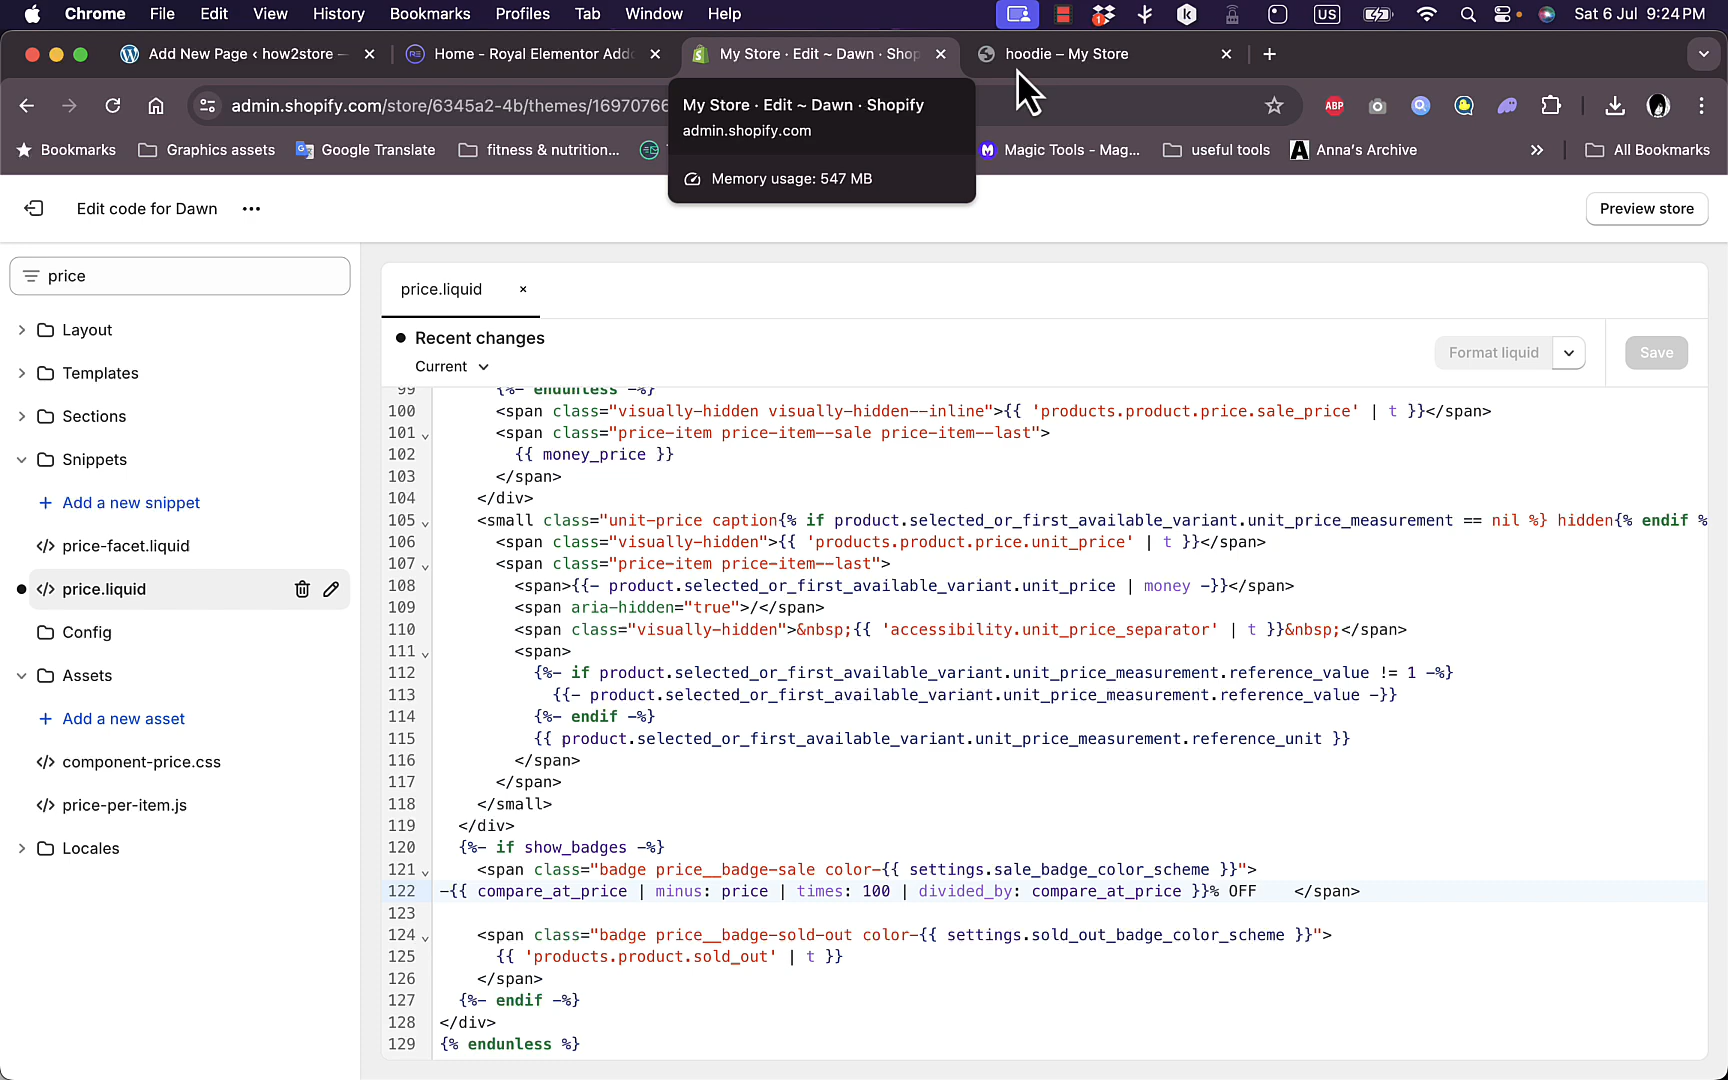 Chrome File Edit View History Bookmarks Profiles Tab Window Help US Sat 6 Jul 9:24 PM
Add New Page ‹ how2store – Home - Royal Elementor Addo My Store · Edit ~ Dawn · Shop hoodie – My Store
admin.shopify.com/store/6345a2-4b/themes/16970766
ABP
My Store · Edit ~ Dawn · Shopify
admin.shopify.com
Memory usage: 547 MB
Bookmarks Graphics assets Google Translate fitness & nutrition... Magic Tools - Mag... useful tools Anna's Archive » All Bookmarks
Edit code for Dawn ••• Preview store
price
Layout
Templates
Sections
Snippets
+ Add a new snippet
</> price-facet.liquid
</> price.liquid
Config
Assets
+ Add a new asset
</> component-price.css
</> price-per-item.js
Locales
price.liquid ×
Recent changes
Current
Format liquid Save
99 {%- endunless -%}
100 <span class="visually-hidden visually-hidden--inline">{{ 'products.product.price.sale_price' | t }}</span>
101 <span class="price-item price-item--sale price-item--last">
102 {{ money_price }}
103 </span>
104 </div>
105 <small class="unit-price caption{% if product.selected_or_first_available_variant.unit_price_measurement == nil %} hidden{% endif %
106 <span class="visually-hidden">{{ 'products.product.price.unit_price' | t }}</span>
107 <span class="price-item price-item--last">
108 <span>{{- product.selected_or_first_available_variant.unit_price | money -}}</span>
109 <span aria-hidden="true">/</span>
110 <span class="visually-hidden">&nbsp;{{ 'accessibility.unit_price_separator' | t }}&nbsp;</span>
111 <span>
112 {%- if product.selected_or_first_available_variant.unit_price_measurement.reference_value != 1 -%}
113 {{- product.selected_or_first_available_variant.unit_price_measurement.reference_value -}}
114 {%- endif -%}
115 {{ product.selected_or_first_available_variant.unit_price_measurement.reference_unit }}
116 </span>
117 </span>
118 </small>
119 </div>
120 {%- if show_badges -%}
121 <span class="badge price__badge-sale color-{{ settings.sale_badge_color_scheme }}">
122 -{{ compare_at_price | minus: price | times: 100 | divided_by: compare_at_price }}% OFF </span>
123
124 <span class="badge price__badge-sold-out color-{{ settings.sold_out_badge_color_scheme }}">
125 {{ 'products.product.sold_out' | t }}
126 </span>
127 {%- endif -%}
128 </div>
129 {% endunless %}